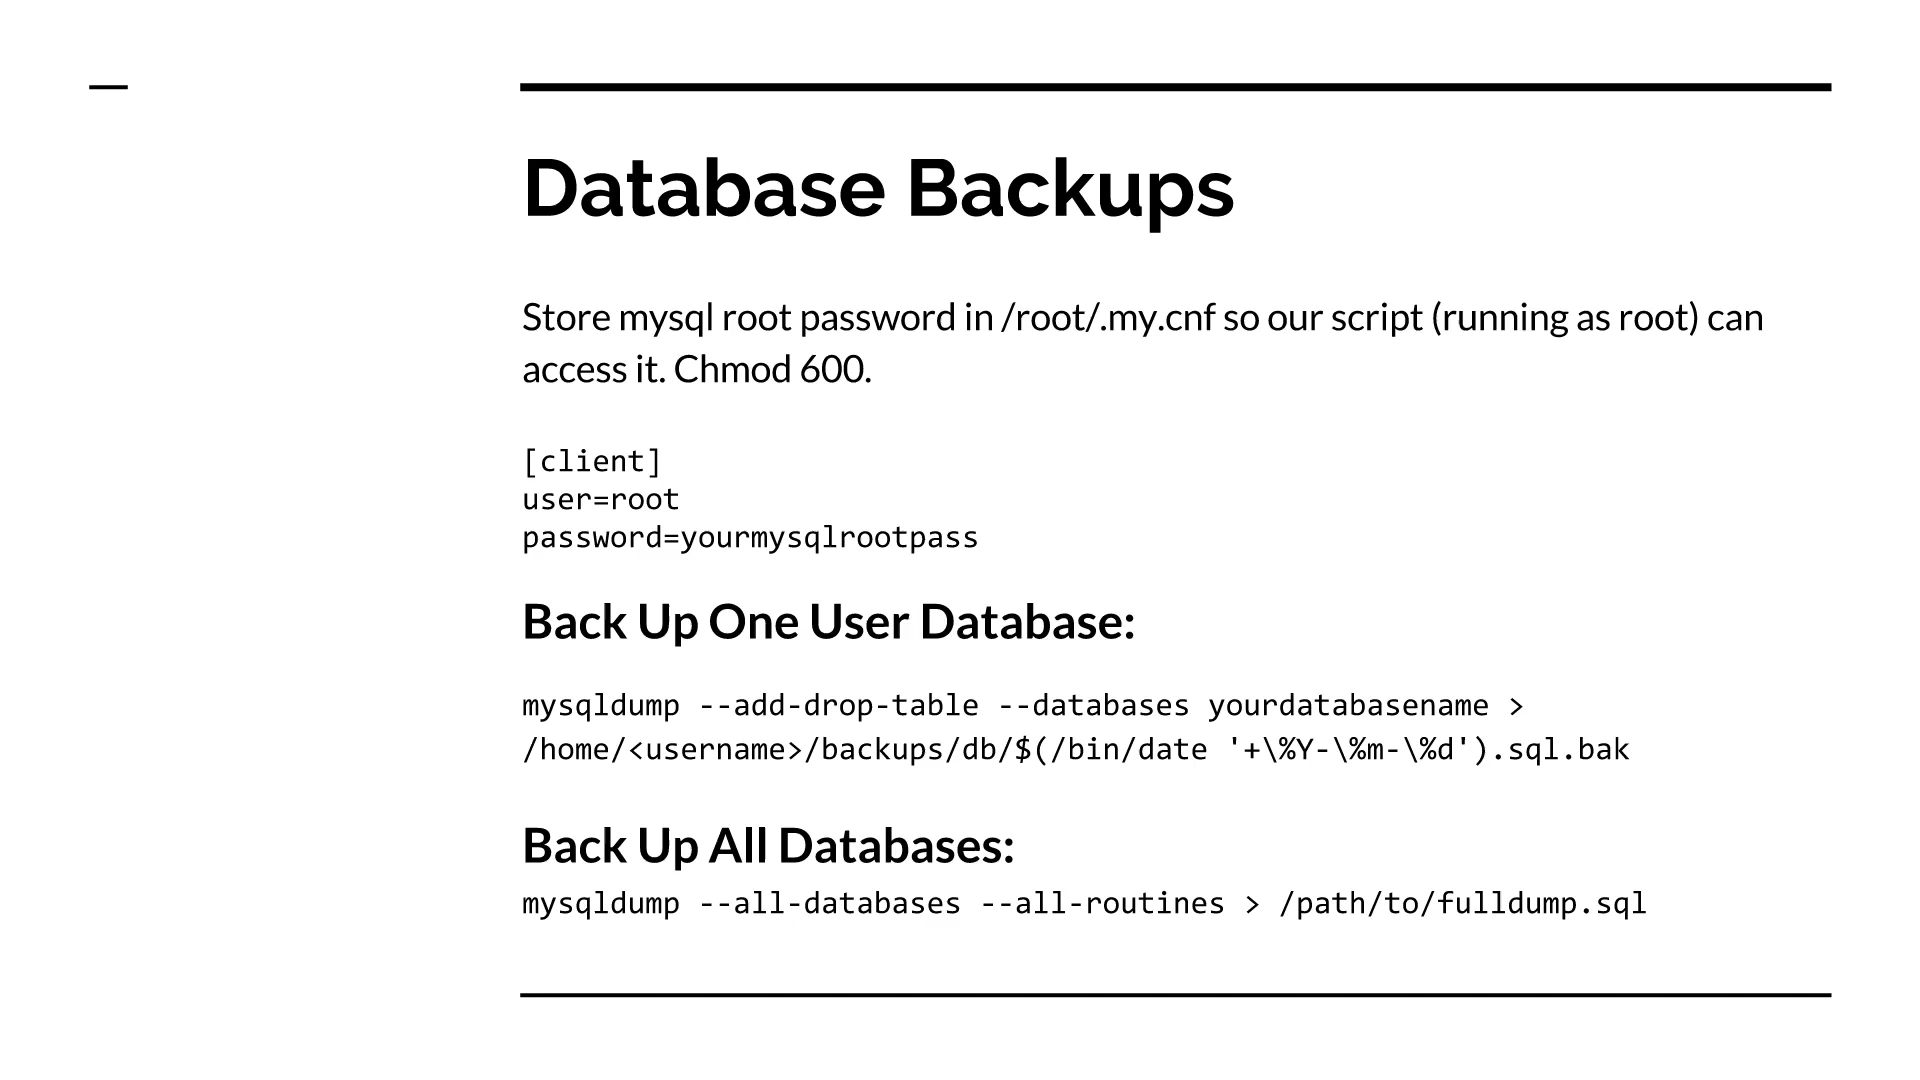 Database Backups
Store mysql root password in /root/.my.cnf so our script (running as root) can
access it. Chmod 600.
[client]
user=root
password=yourmysqlrootpass
Back Up One User Database:
mysqldump --add-drop-table --databases yourdatabasename >
/home/<username>/backups/db/$(/bin/date '+\%Y-\%m-\%d').sql.bak
Back Up All Databases:
mysqldump --all-databases --all-routines > /path/to/fulldump.sql